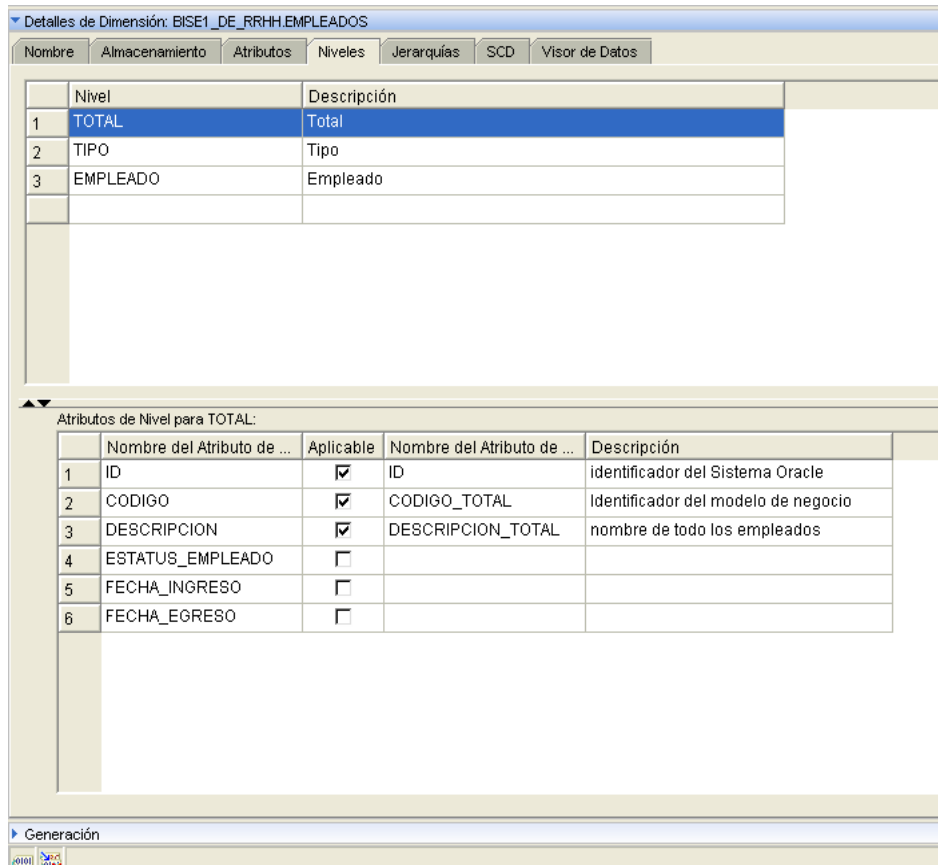 Detalles de Dimensión: BISE1_DE_RRHH.EMPLEADOS
Nombre Almacenamiento Atributos Niveles Jerarquías SCD Visor de Datos
Nivel Descripción
1 TOTAL Total
2 TIPO Tipo
3 EMPLEADO Empleado
Atributos de Nivel para TOTAL:
Nombre del Atributo de ... Aplicable Nombre del Atributo de ... Descripción
1 ID ID identificador del Sistema Oracle
2 CODIGO CODIGO_TOTAL Identificador del modelo de negocio
3 DESCRIPCION DESCRIPCION_TOTAL nombre de todo los empleados
4 ESTATUS_EMPLEADO
5 FECHA_INGRESO
6 FECHA_EGRESO
Generación